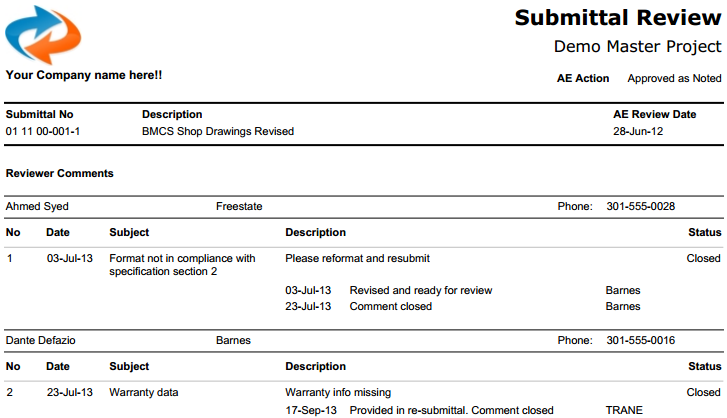 Submittal Review
Demo Master Project
Your Company name here!!
AE Action Approved as Noted
Submittal No Description AE Review Date
01 11 00-001-1 BMCS Shop Drawings Revised 28-Jun-12
Reviewer Comments
Ahmed Syed Freestate Phone: 301-555-0028
No Date Subject Description Status
1 03-Jul-13 Format not in compliance with Please reformat and resubmit Closed
specification section 2
03-Jul-13 Revised and ready for review Barnes
23-Jul-13 Comment closed Barnes
Dante Defazio Barnes Phone: 301-555-0016
No Date Subject Description Status
2 23-Jul-13 Warranty data Warranty info missing Closed
17-Sep-13 Provided in re-submittal. Comment closed TRANE